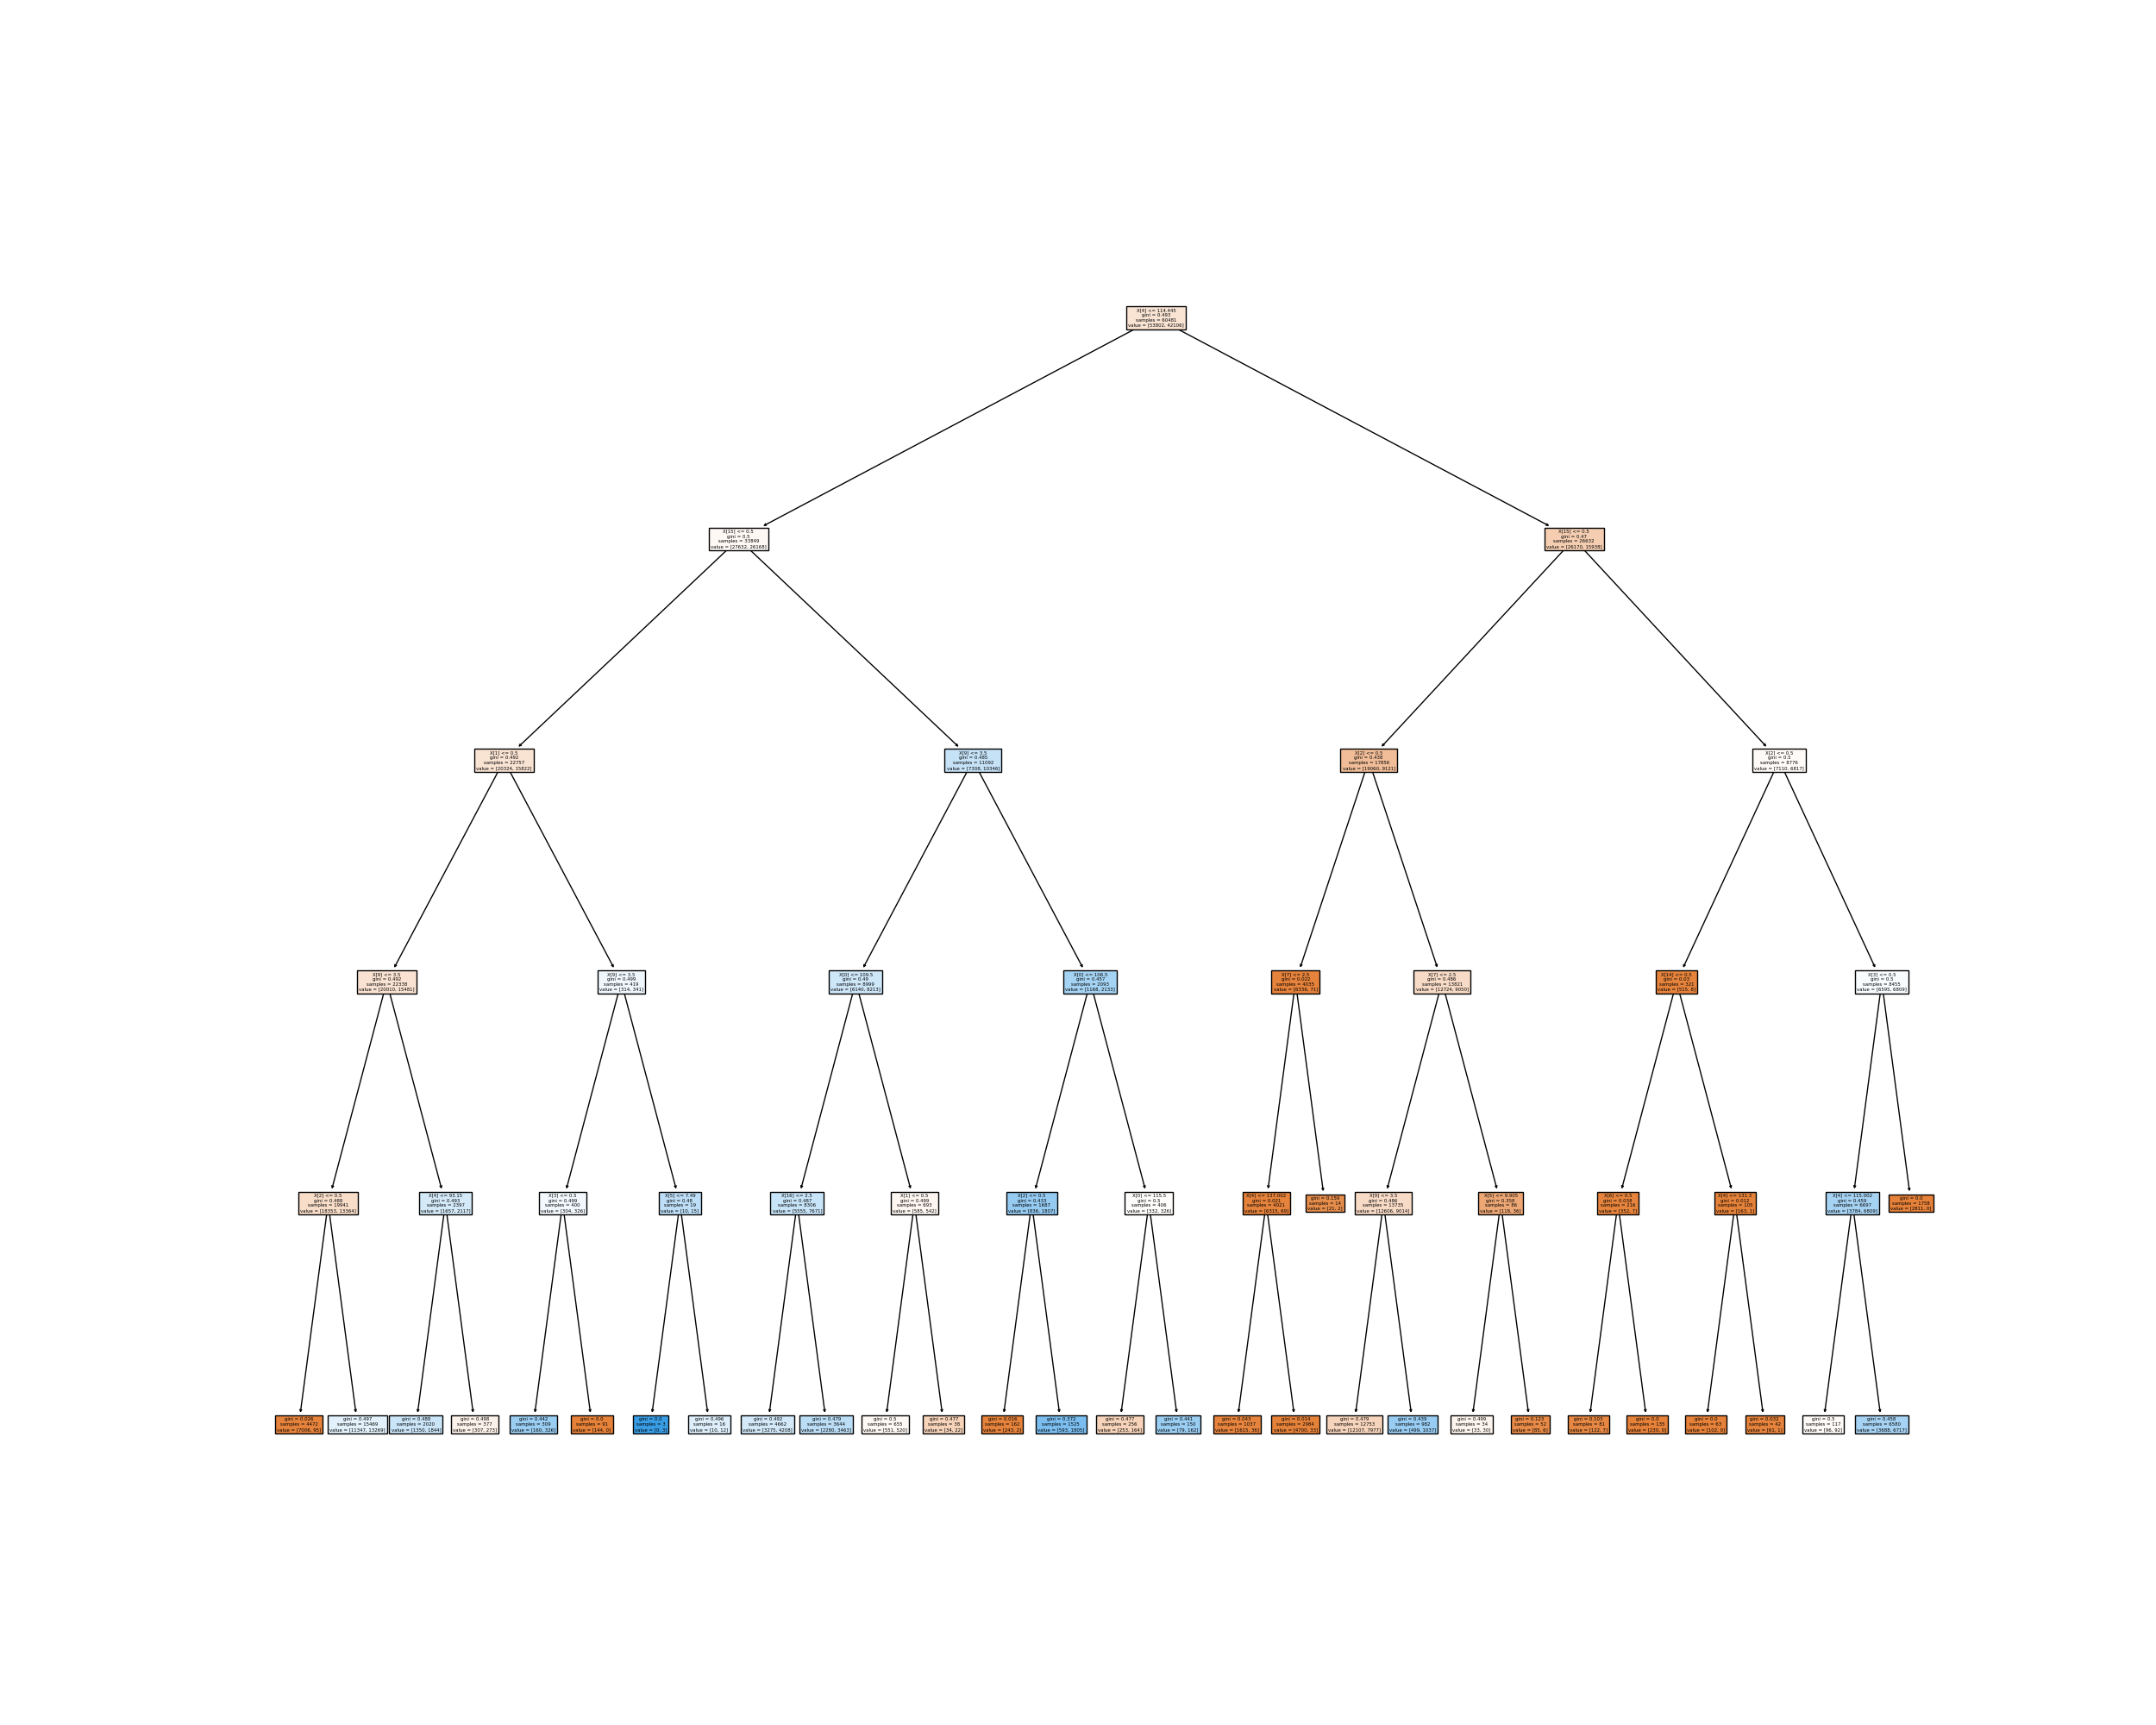 X[4] <= 114.445
gini = 0.493
samples = 60481
value = [53802, 42106]
X[15] <= 0.5
gini = 0.5
samples = 33849
value = [27632, 26168]
X[15] <= 0.5
gini = 0.47
samples = 26632
value = [26170, 15938]
X[1] <= 0.5
gini = 0.492
samples = 22757
value = [20324, 15822]
X[9] <= 3.5
gini = 0.485
samples = 11092
value = [7308, 10346]
X[2] <= 0.5
gini = 0.438
samples = 17856
value = [19060, 9121]
X[2] <= 0.5
gini = 0.5
samples = 8776
value = [7110, 6817]
X[9] <= 3.5
gini = 0.492
samples = 22338
value = [20010, 15481]
X[9] <= 3.5
gini = 0.499
samples = 419
value = [314, 341]
X[0] <= 109.5
gini = 0.49
samples = 8999
value = [6140, 8213]
X[0] <= 106.5
gini = 0.457
samples = 2093
value = [1168, 2133]
X[7] <= 2.5
gini = 0.022
samples = 4035
value = [6336, 71]
X[7] <= 2.5
gini = 0.486
samples = 13821
value = [12724, 9050]
X[14] <= 0.5
gini = 0.03
samples = 321
value = [515, 8]
X[3] <= 0.5
gini = 0.5
samples = 8455
value = [6595, 6809]
X[2] <= 0.5
gini = 0.488
samples = 19941
value = [18353, 13364]
X[4] <= 93.15
gini = 0.493
samples = 2397
value = [1657, 2117]
X[3] <= 0.5
gini = 0.499
samples = 400
value = [304, 326]
X[5] <= 7.49
gini = 0.48
samples = 19
value = [10, 15]
X[16] <= 2.5
gini = 0.487
samples = 8306
value = [5555, 7671]
X[1] <= 0.5
gini = 0.499
samples = 693
value = [585, 542]
X[2] <= 0.5
gini = 0.433
samples = 1687
value = [836, 1807]
X[0] <= 115.5
gini = 0.5
samples = 406
value = [332, 326]
X[4] <= 137.002
gini = 0.021
samples = 4021
value = [6315, 69]
gini = 0.159
samples = 14
value = [21, 2]
X[9] <= 3.5
gini = 0.486
samples = 13735
value = [12606, 9014]
X[5] <= 9.905
gini = 0.358
samples = 86
value = [118, 36]
X[6] <= 0.5
gini = 0.038
samples = 216
value = [352, 7]
X[4] <= 131.3
gini = 0.012
samples = 105
value = [163, 1]
X[4] <= 115.002
gini = 0.459
samples = 6697
value = [3784, 6809]
gini = 0.0
samples = 1758
value = [2811, 0]
gini = 0.026
samples = 4472
value = [7006, 95]
gini = 0.497
samples = 15469
value = [11347, 13269]
gini = 0.488
samples = 2020
value = [1350, 1844]
gini = 0.498
samples = 377
value = [307, 273]
gini = 0.442
samples = 309
value = [160, 326]
gini = 0.0
samples = 91
value = [144, 0]
gini = 0.0
samples = 3
value = [0, 3]
gini = 0.496
samples = 16
value = [10, 12]
gini = 0.492
samples = 4662
value = [3275, 4208]
gini = 0.479
samples = 3644
value = [2280, 3463]
gini = 0.5
samples = 655
value = [551, 520]
gini = 0.477
samples = 38
value = [34, 22]
gini = 0.016
samples = 162
value = [243, 2]
gini = 0.372
samples = 1525
value = [593, 1805]
gini = 0.477
samples = 256
value = [253, 164]
gini = 0.441
samples = 150
value = [79, 162]
gini = 0.043
samples = 1037
value = [1615, 36]
gini = 0.014
samples = 2984
value = [4700, 33]
gini = 0.479
samples = 12753
value = [12107, 7977]
gini = 0.439
samples = 982
value = [499, 1037]
gini = 0.499
samples = 34
value = [33, 30]
gini = 0.123
samples = 52
value = [85, 6]
gini = 0.103
samples = 81
value = [122, 7]
gini = 0.0
samples = 135
value = [230, 0]
gini = 0.0
samples = 63
value = [102, 0]
gini = 0.032
samples = 42
value = [61, 1]
gini = 0.5
samples = 117
value = [96, 92]
gini = 0.458
samples = 6580
value = [3688, 6717]